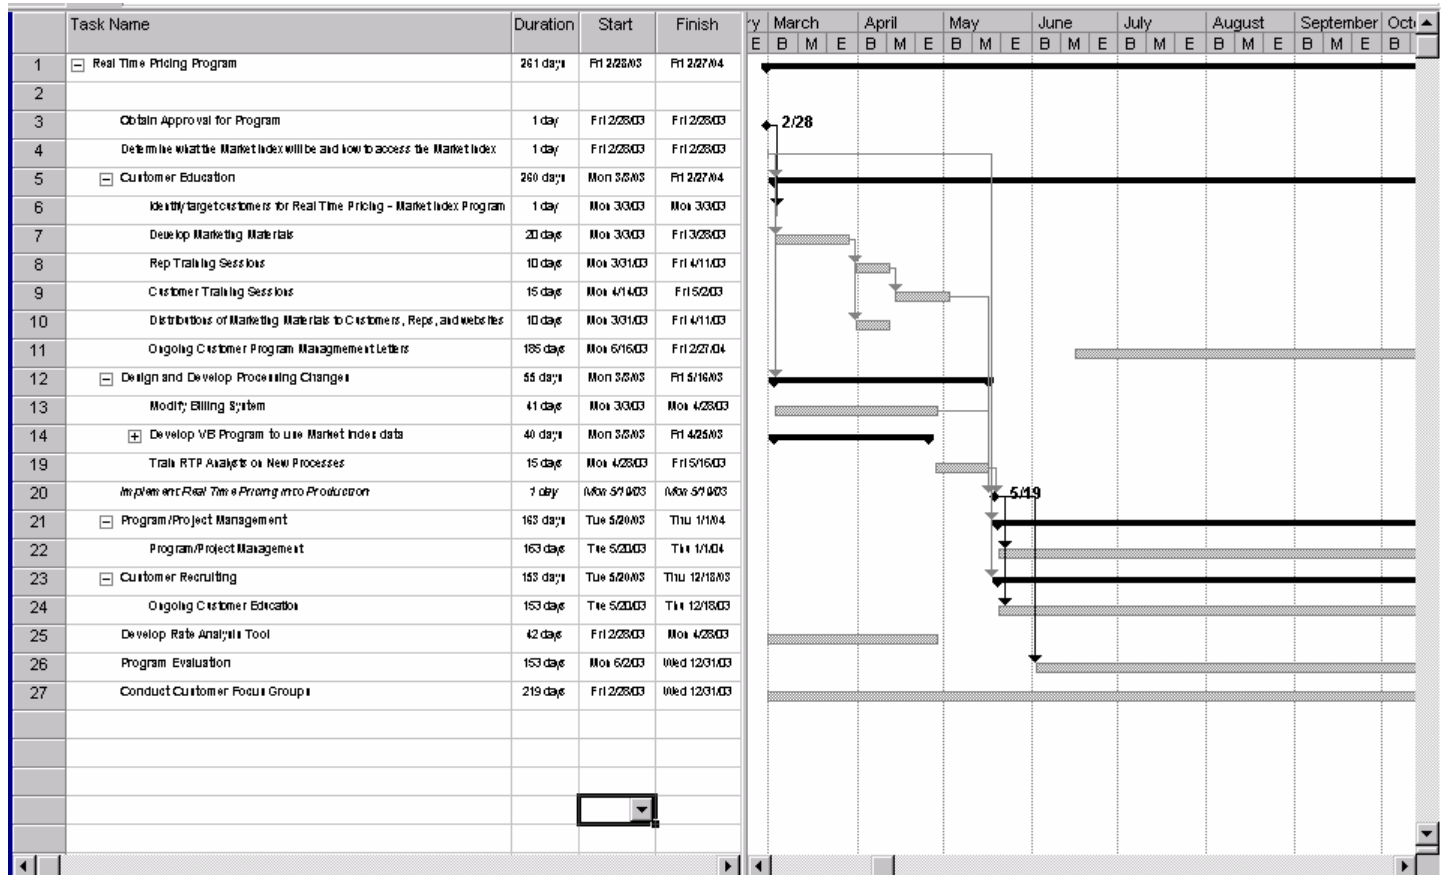 Task Name Duration Start Finish y March April May June July August September Octo
E B M E B M E B M E B M E B M E B M E B M E B
1 Real Time Pricing Program 261 days Fri 2/28/03 Fri 2/27/04
2
3 Obtain Approval for Program 1 day Fri 2/28/03 Fri 2/28/03 2/28
4 Determine what the Market Index will be and how to access the Market Index 1 day Fri 2/28/03 Fri 2/28/03
5 Customer Education 260 days Mon 3/3/03 Fri 2/27/04
6 Identify target customers for Real Time Pricing - Market Index Program 1 day Mon 3/3/03 Mon 3/3/03
7 Develop Marketing Materials 20 days Mon 3/3/03 Fri 3/28/03
8 Rep Training Sessions 10 days Mon 3/31/03 Fri 4/11/03
9 Customer Training Sessions 15 days Mon 4/14/03 Fri 5/2/03
10 Distributions of Marketing Materials to Customers, Reps, and websites 10 days Mon 3/31/03 Fri 4/11/03
11 Ongoing Customer Program Managmement Letters 185 days Mon 6/16/03 Fri 2/27/04
12 Design and Develop Processing Changes 55 days Mon 3/3/03 Fri 5/16/03
13 Modify Billing System 41 days Mon 3/3/03 Mon 4/28/03
14 Develop VB Program to use Market Index data 40 days Mon 3/3/03 Fri 4/25/03
19 Train RTP Analysts on New Processes 15 days Mon 4/28/03 Fri 5/16/03
20 Implement Real Time Pricing into Production 1 day Mon 5/19/03 Mon 5/19/03 5/19
21 Program/Project Management 163 days Tue 5/20/03 Thu 1/1/04
22 Program/Project Management 163 days Tue 5/20/03 Thu 1/1/04
23 Customer Recruiting 153 days Tue 5/20/03 Thu 12/18/03
24 Ongoing Customer Education 153 days Tue 5/20/03 Thu 12/18/03
25 Develop Rate Analysis Tool 42 days Fri 2/28/03 Mon 4/28/03
26 Program Evaluation 153 days Mon 6/2/03 Wed 12/31/03
27 Conduct Customer Focus Groups 219 days Fri 2/28/03 Wed 12/31/03